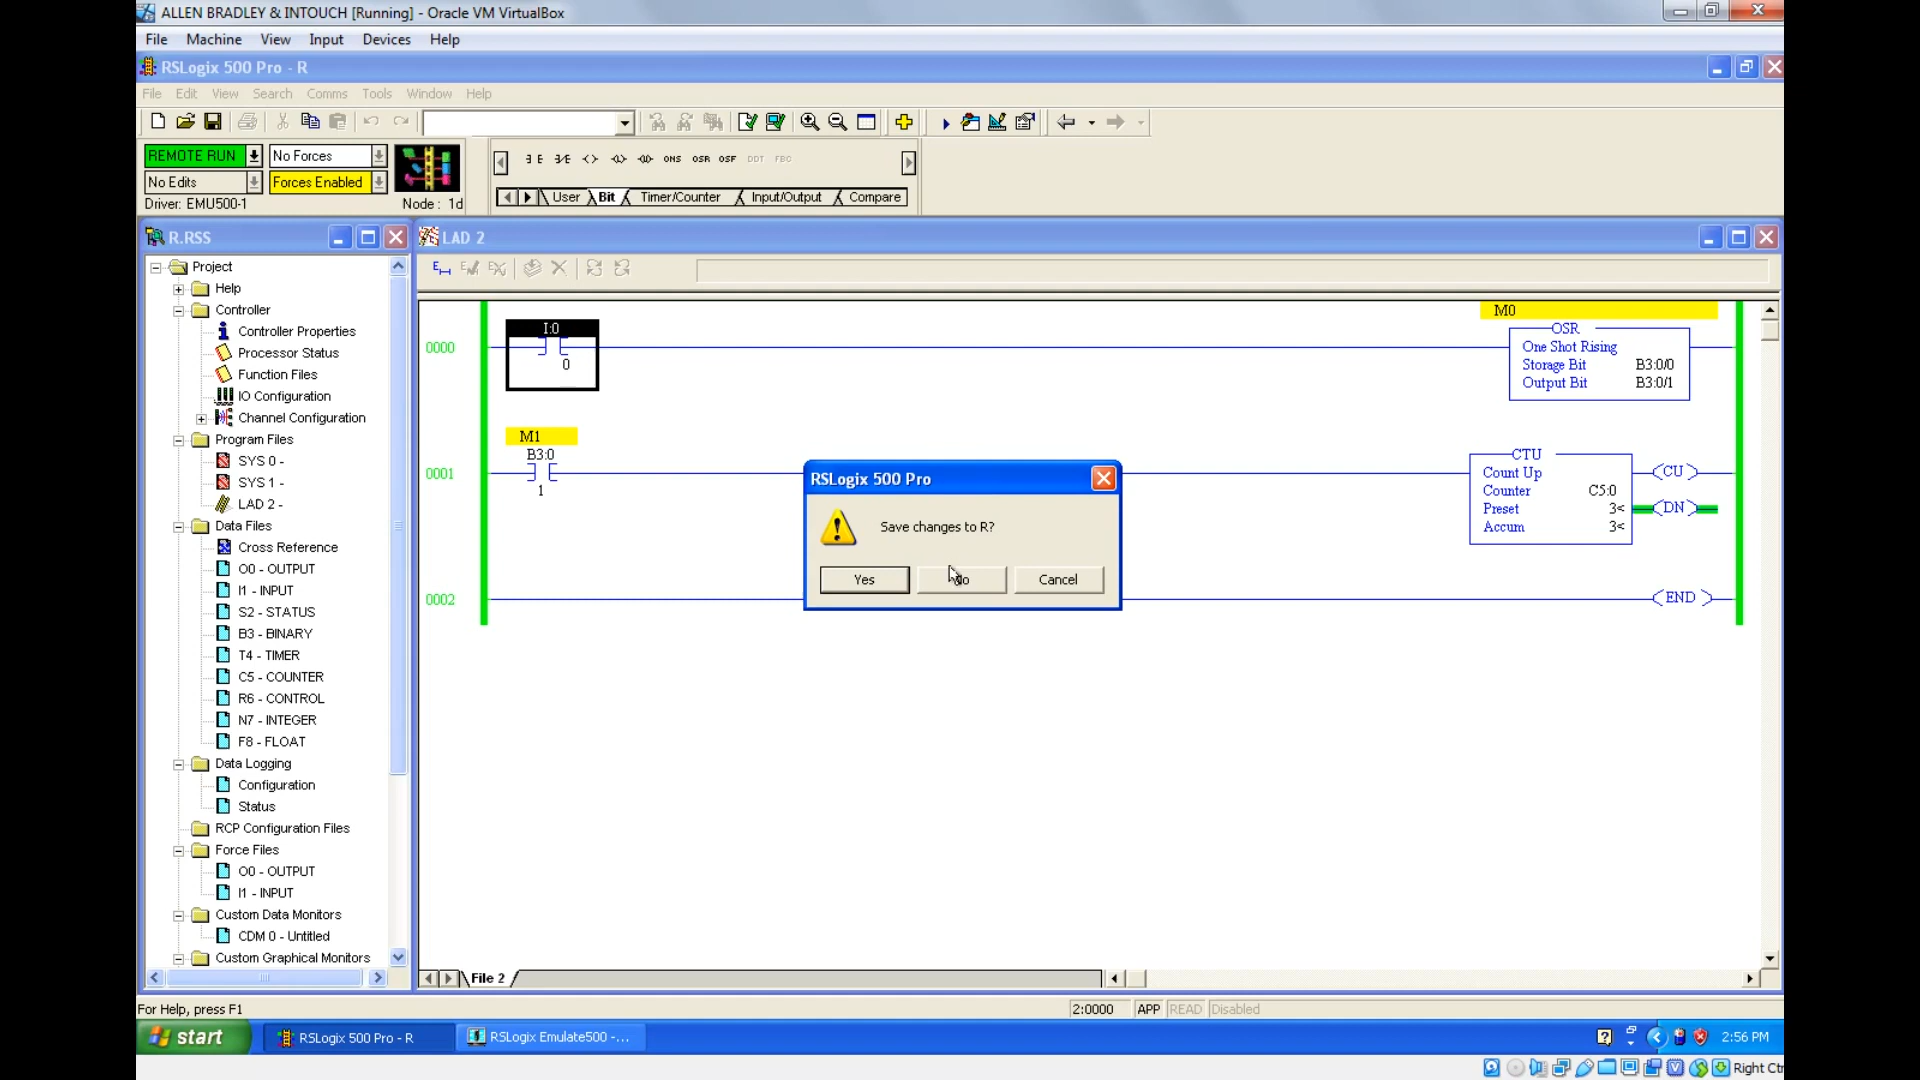 ALLEN BRADLEY & INTOUCH [Running] - Oracle VM VirtualBox
File Machine View Input Devices Help
RSLogix 500 Pro - R
File Edit View Search Comms Tools Window Help
REMOTE RUN No Forces
No Edits Forces Enabled
Driver: EMU500-1 Node : 1d
ONS OSR OSF DDT FBC
User Bit Timer/Counter Input/Output Compare
R.RSS
Project
Help
Controller
Controller Properties
Processor Status
Function Files
IO Configuration
Channel Configuration
Program Files
SYS 0 -
SYS 1 -
LAD 2 -
Data Files
Cross Reference
O0 - OUTPUT
I1 - INPUT
S2 - STATUS
B3 - BINARY
T4 - TIMER
C5 - COUNTER
R6 - CONTROL
N7 - INTEGER
F8 - FLOAT
Data Logging
Configuration
Status
RCP Configuration Files
Force Files
O0 - OUTPUT
I1 - INPUT
Custom Data Monitors
CDM 0 - Untitled
Custom Graphical Monitors
LAD 2
M0
I:0
0000
0
OSR
One Shot Rising
Storage Bit B3:0/0
Output Bit B3:0/1
M1
B3:0
0001
1
CTU
Count Up
Counter C5:0
Preset 3<
Accum 3<
CU
DN
0002
END
RSLogix 500 Pro
Save changes to R?
Yes No Cancel
File 2
For Help, press F1
2:0000 APP READ Disabled
start RSLogix 500 Pro - R RSLogix Emulate500 -... 2:56 PM
Right Ctr